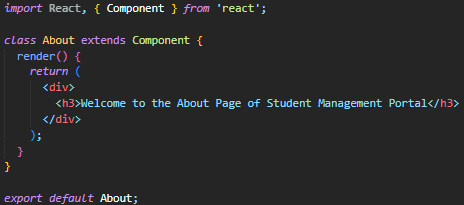 import React, { Component } from 'react';
class About extends Component {
render() {
return (
<div>
<h3>Welcome to the About Page of Student Management Portal</h3>
</div>
);
}
}
export default About;